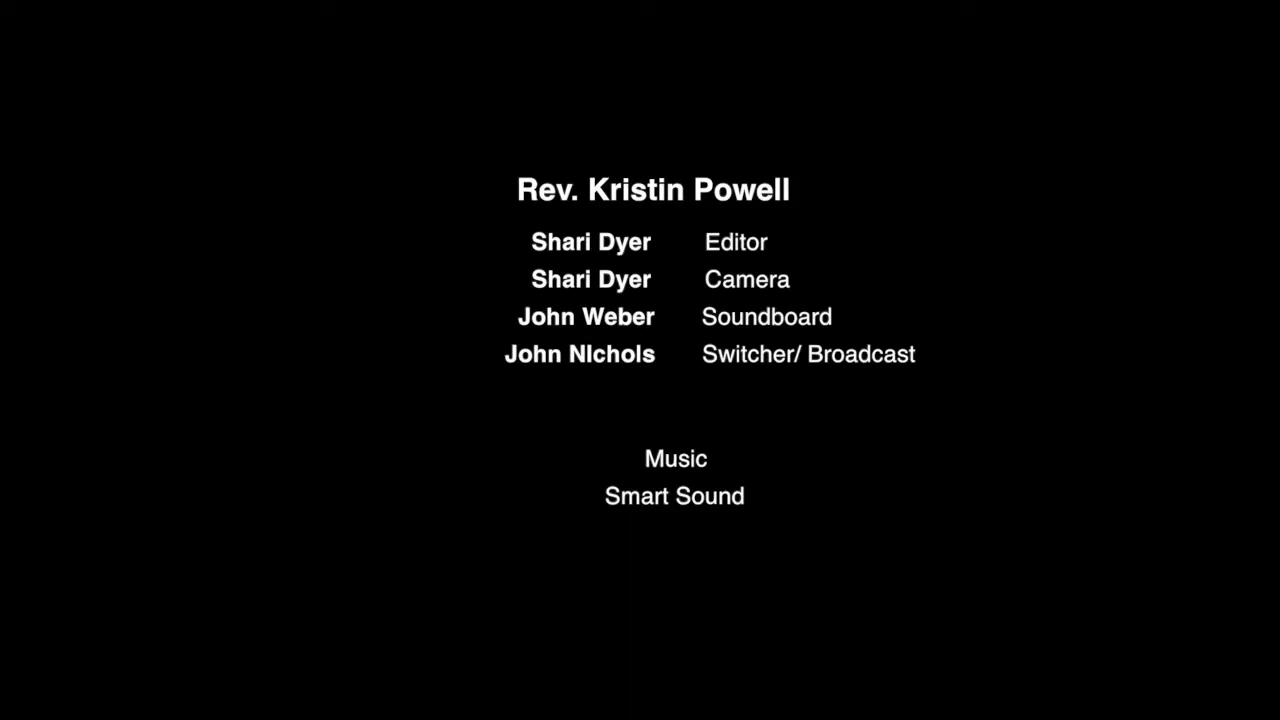 Rev. Kristin Powell
Shari Dyer Editor
Shari Dyer Camera
John Weber Soundboard
John NIchols Switcher/ Broadcast
Music
Smart Sound